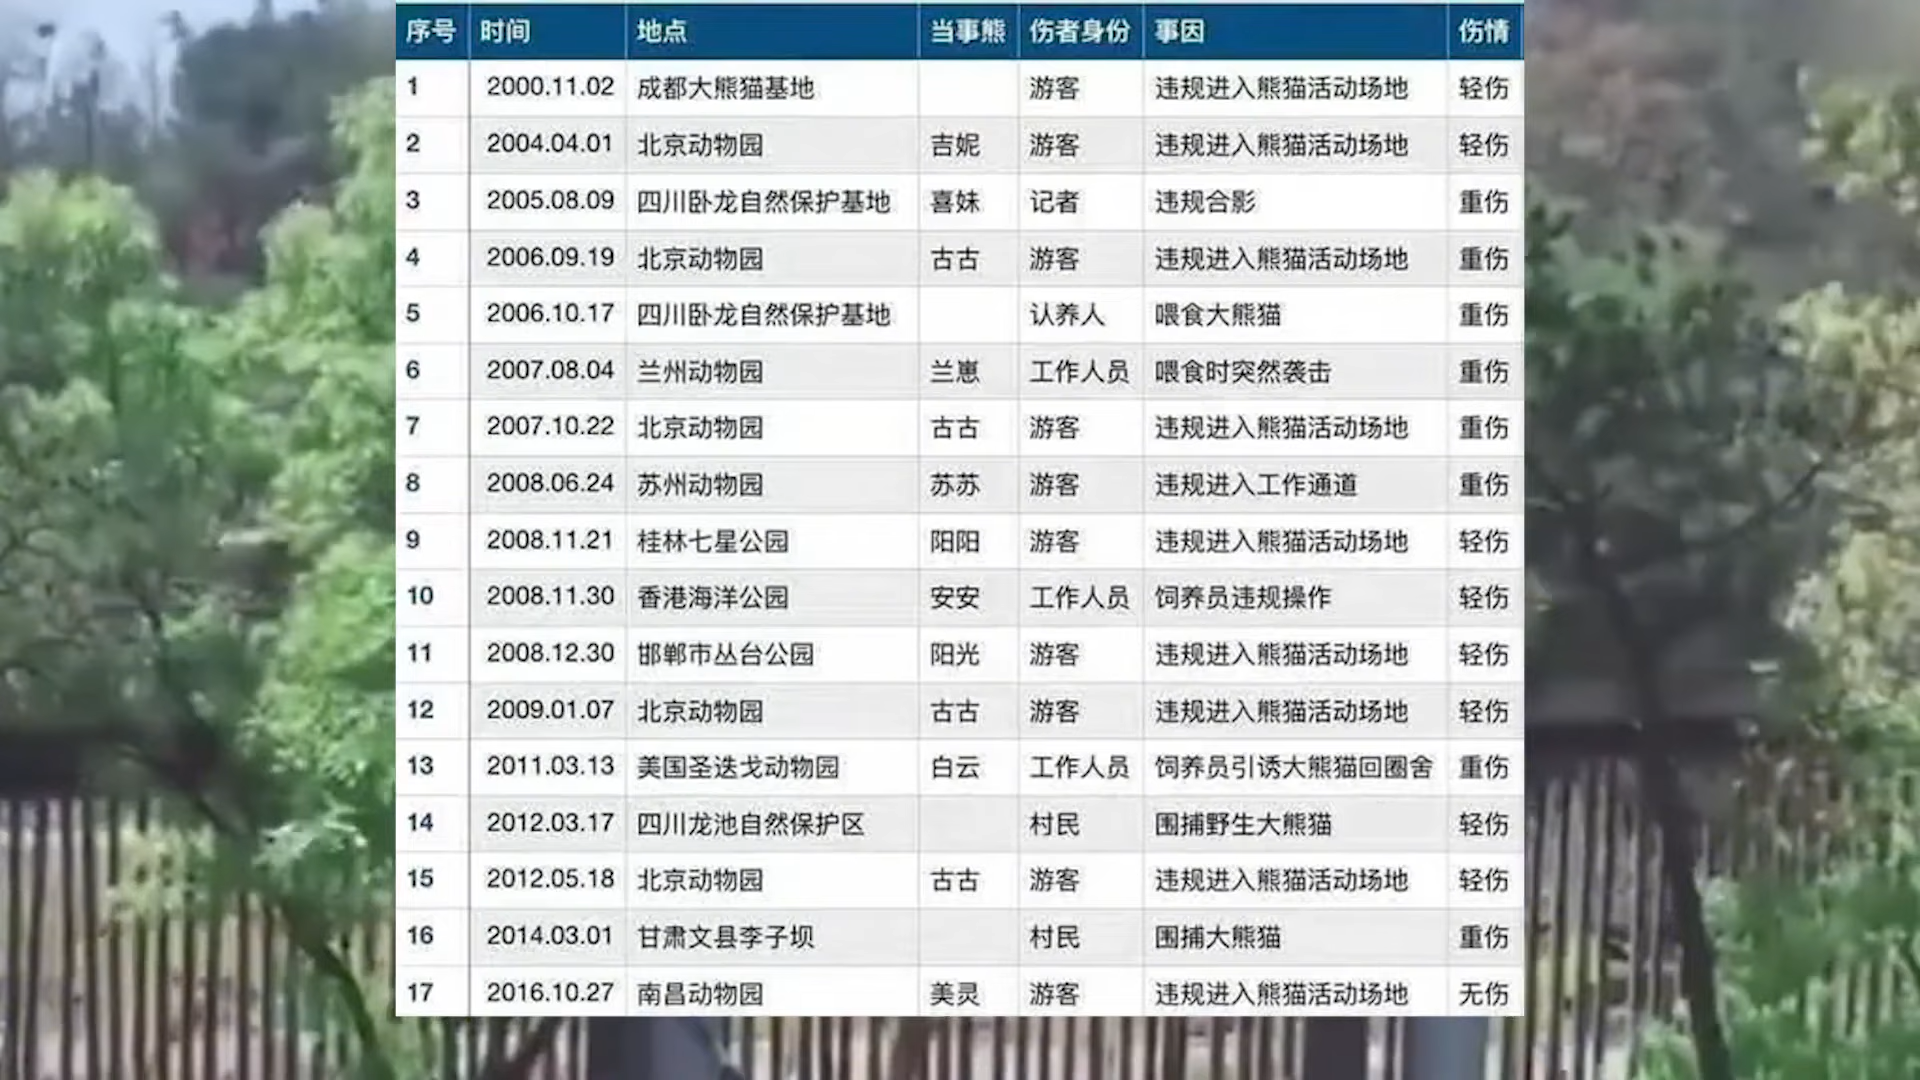 序号 时间 地点 当事熊 伤者身份 事因 伤情
1 2000.11.02 成都大熊猫基地 游客 违规进入熊猫活动场地 轻伤
2 2004.04.01 北京动物园 吉妮 游客 违规进入熊猫活动场地 轻伤
3 2005.08.09 四川卧龙自然保护基地 喜妹 记者 违规合影 重伤
4 2006.09.19 北京动物园 古古 游客 违规进入熊猫活动场地 重伤
5 2006.10.17 四川卧龙自然保护基地 认养人 喂食大熊猫 重伤
6 2007.08.04 兰州动物园 兰崽 工作人员 喂食时突然袭击 重伤
7 2007.10.22 北京动物园 古古 游客 违规进入熊猫活动场地 重伤
8 2008.06.24 苏州动物园 苏苏 游客 违规进入工作通道 重伤
9 2008.11.21 桂林七星公园 阳阳 游客 违规进入熊猫活动场地 轻伤
10 2008.11.30 香港海洋公园 安安 工作人员 饲养员违规操作 轻伤
11 2008.12.30 邯郸市丛台公园 阳光 游客 违规进入熊猫活动场地 轻伤
12 2009.01.07 北京动物园 古古 游客 违规进入熊猫活动场地 轻伤
13 2011.03.13 美国圣迭戈动物园 白云 工作人员 饲养员引诱大熊猫回圈舍 重伤
14 2012.03.17 四川龙池自然保护区 村民 围捕野生大熊猫 轻伤
15 2012.05.18 北京动物园 古古 游客 违规进入熊猫活动场地 轻伤
16 2014.03.01 甘肃文县李子坝 村民 围捕大熊猫 重伤
17 2016.10.27 南昌动物园 美灵 游客 违规进入熊猫活动场地 无伤